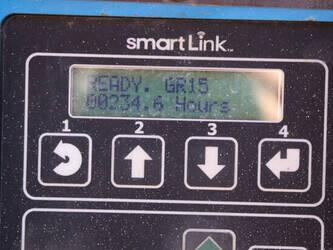 smartLink
READY. GR15
00234.6 Hours
1 2 3 4